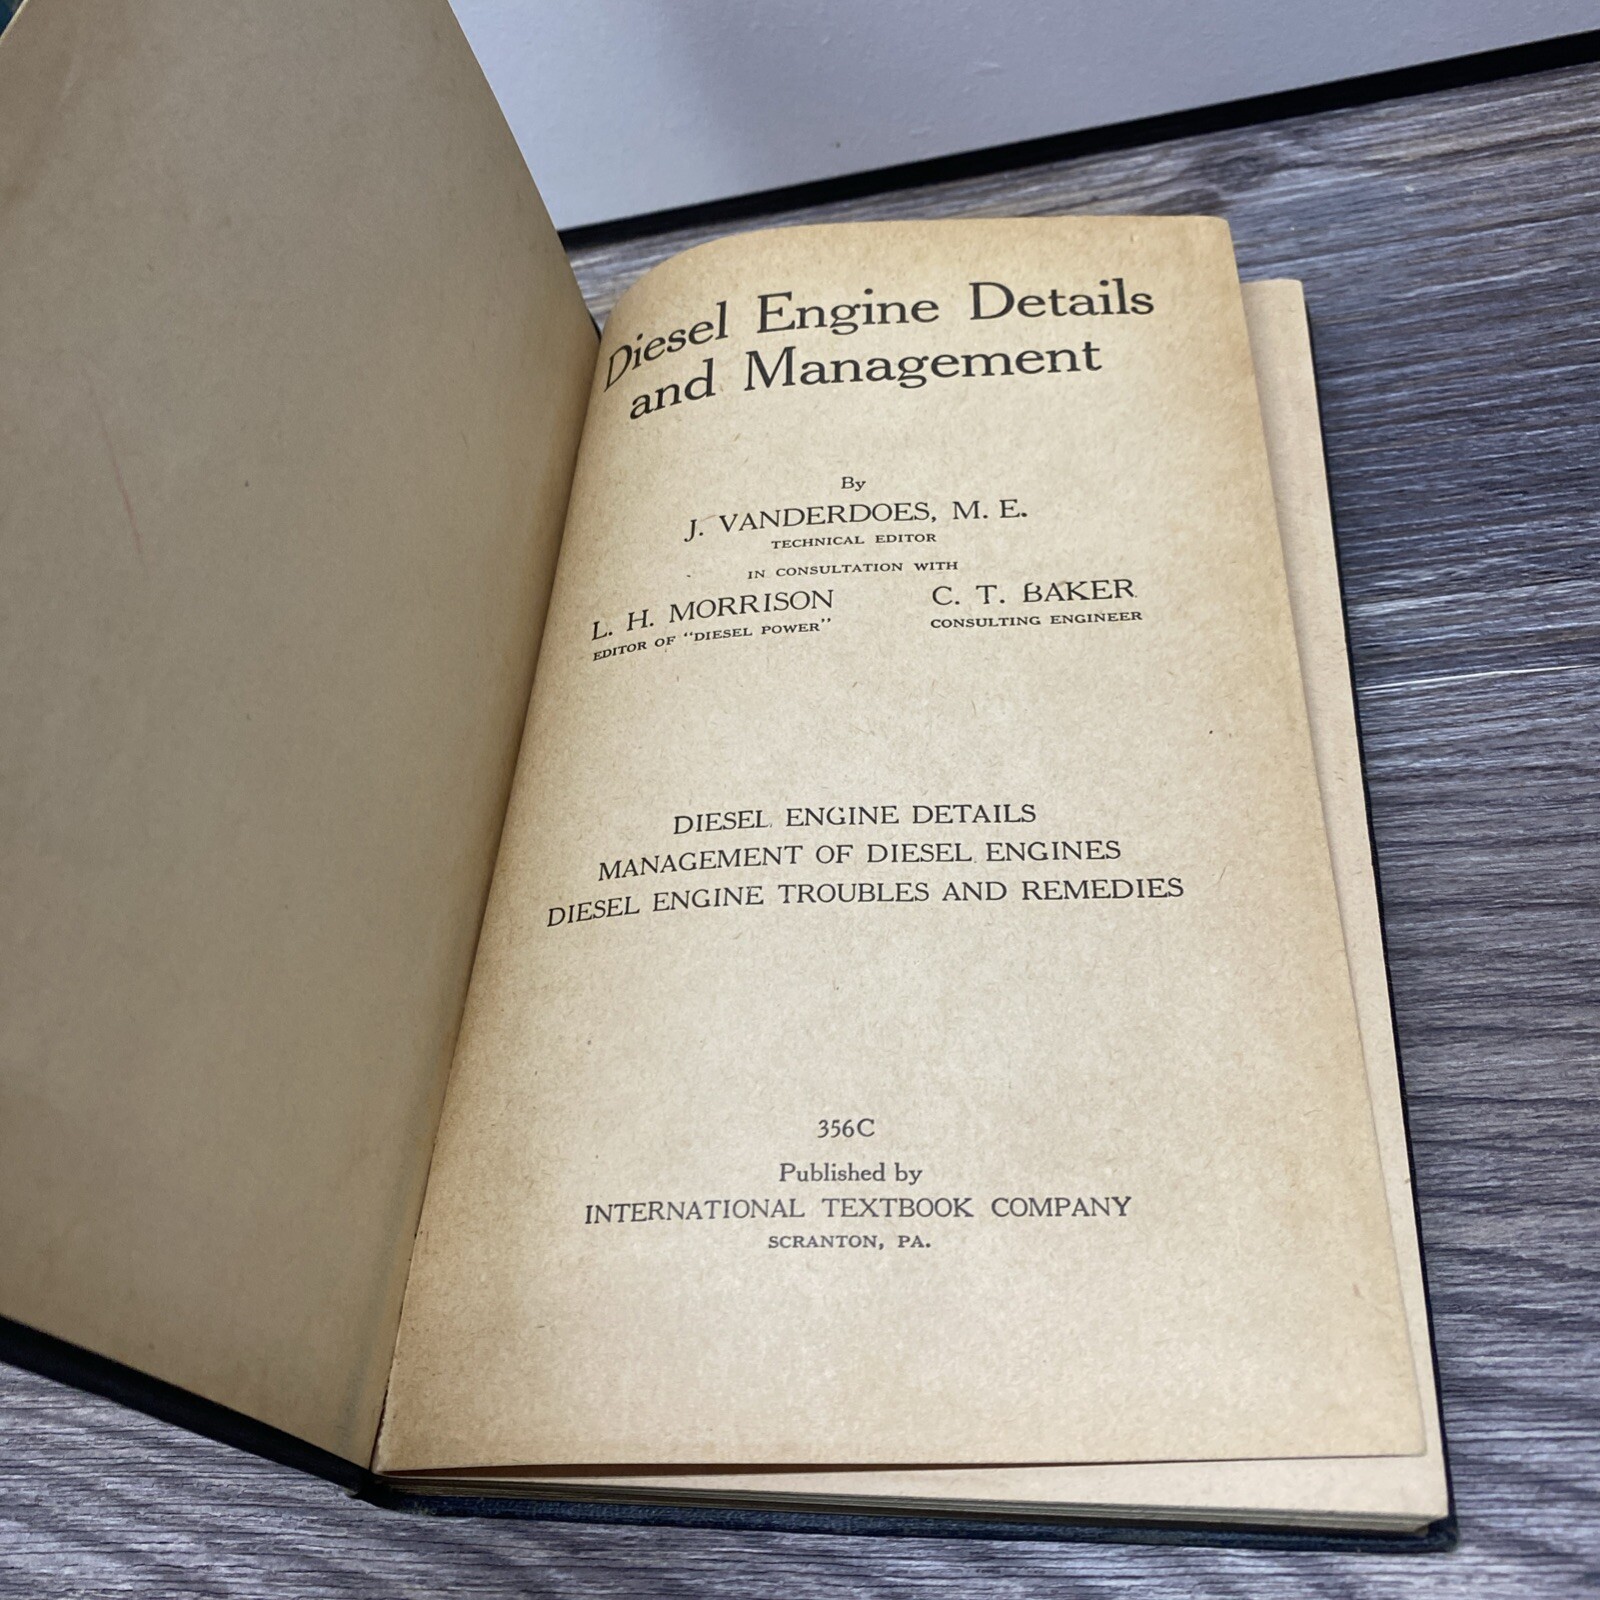 Diesel Engine Details
and Management
By
J. VANDERDOES, M. E.
TECHNICAL EDITOR
IN CONSULTATION WITH
L. H. MORRISON C. T. BAKER
EDITOR OF "DIESEL POWER" CONSULTING ENGINEER
DIESEL ENGINE DETAILS
MANAGEMENT OF DIESEL ENGINES
DIESEL ENGINE TROUBLES AND REMEDIES
356C
Published by
INTERNATIONAL TEXTBOOK COMPANY
SCRANTON, PA.